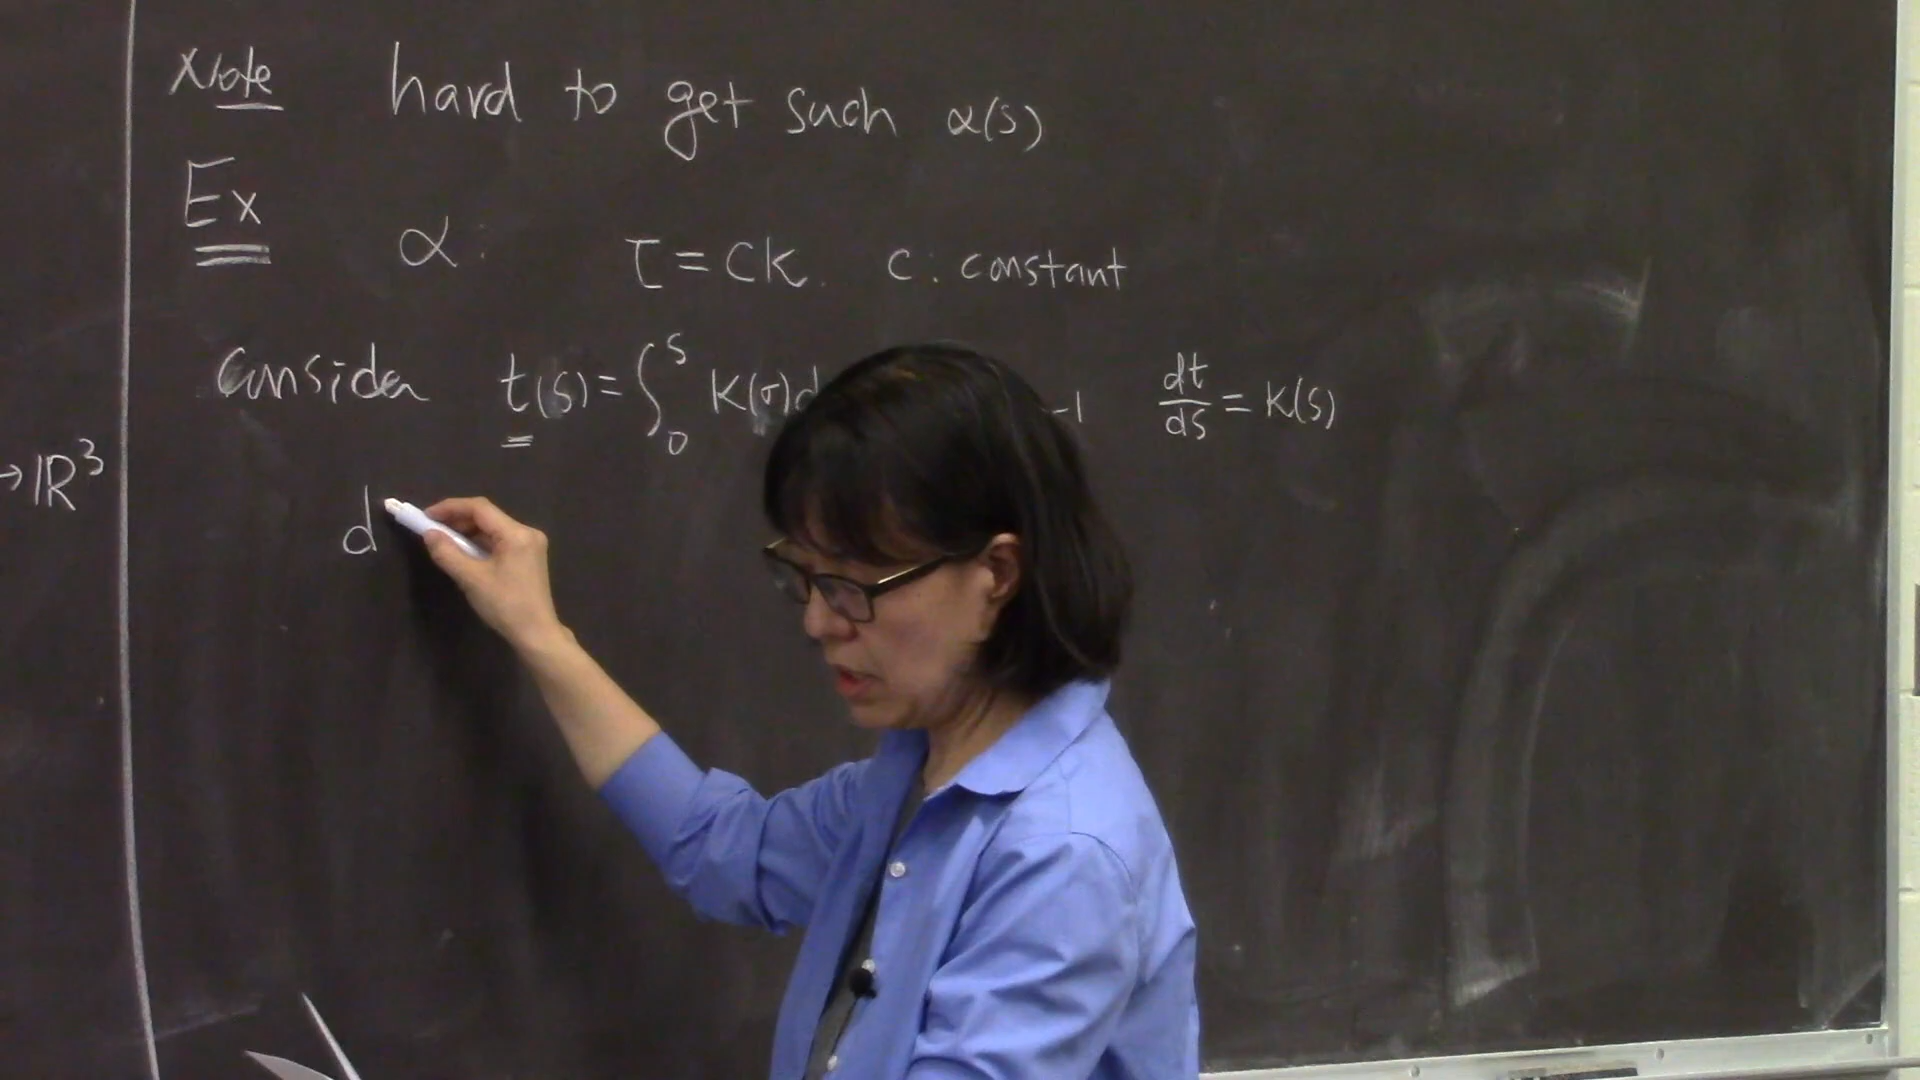 Note hard to get such α(s)
Ex α: τ = cκ. c: constant
Consider t(s) = ∫₀ˢ κ(σ)d -1 dt/ds = κ(s)
→ ℝ³
d